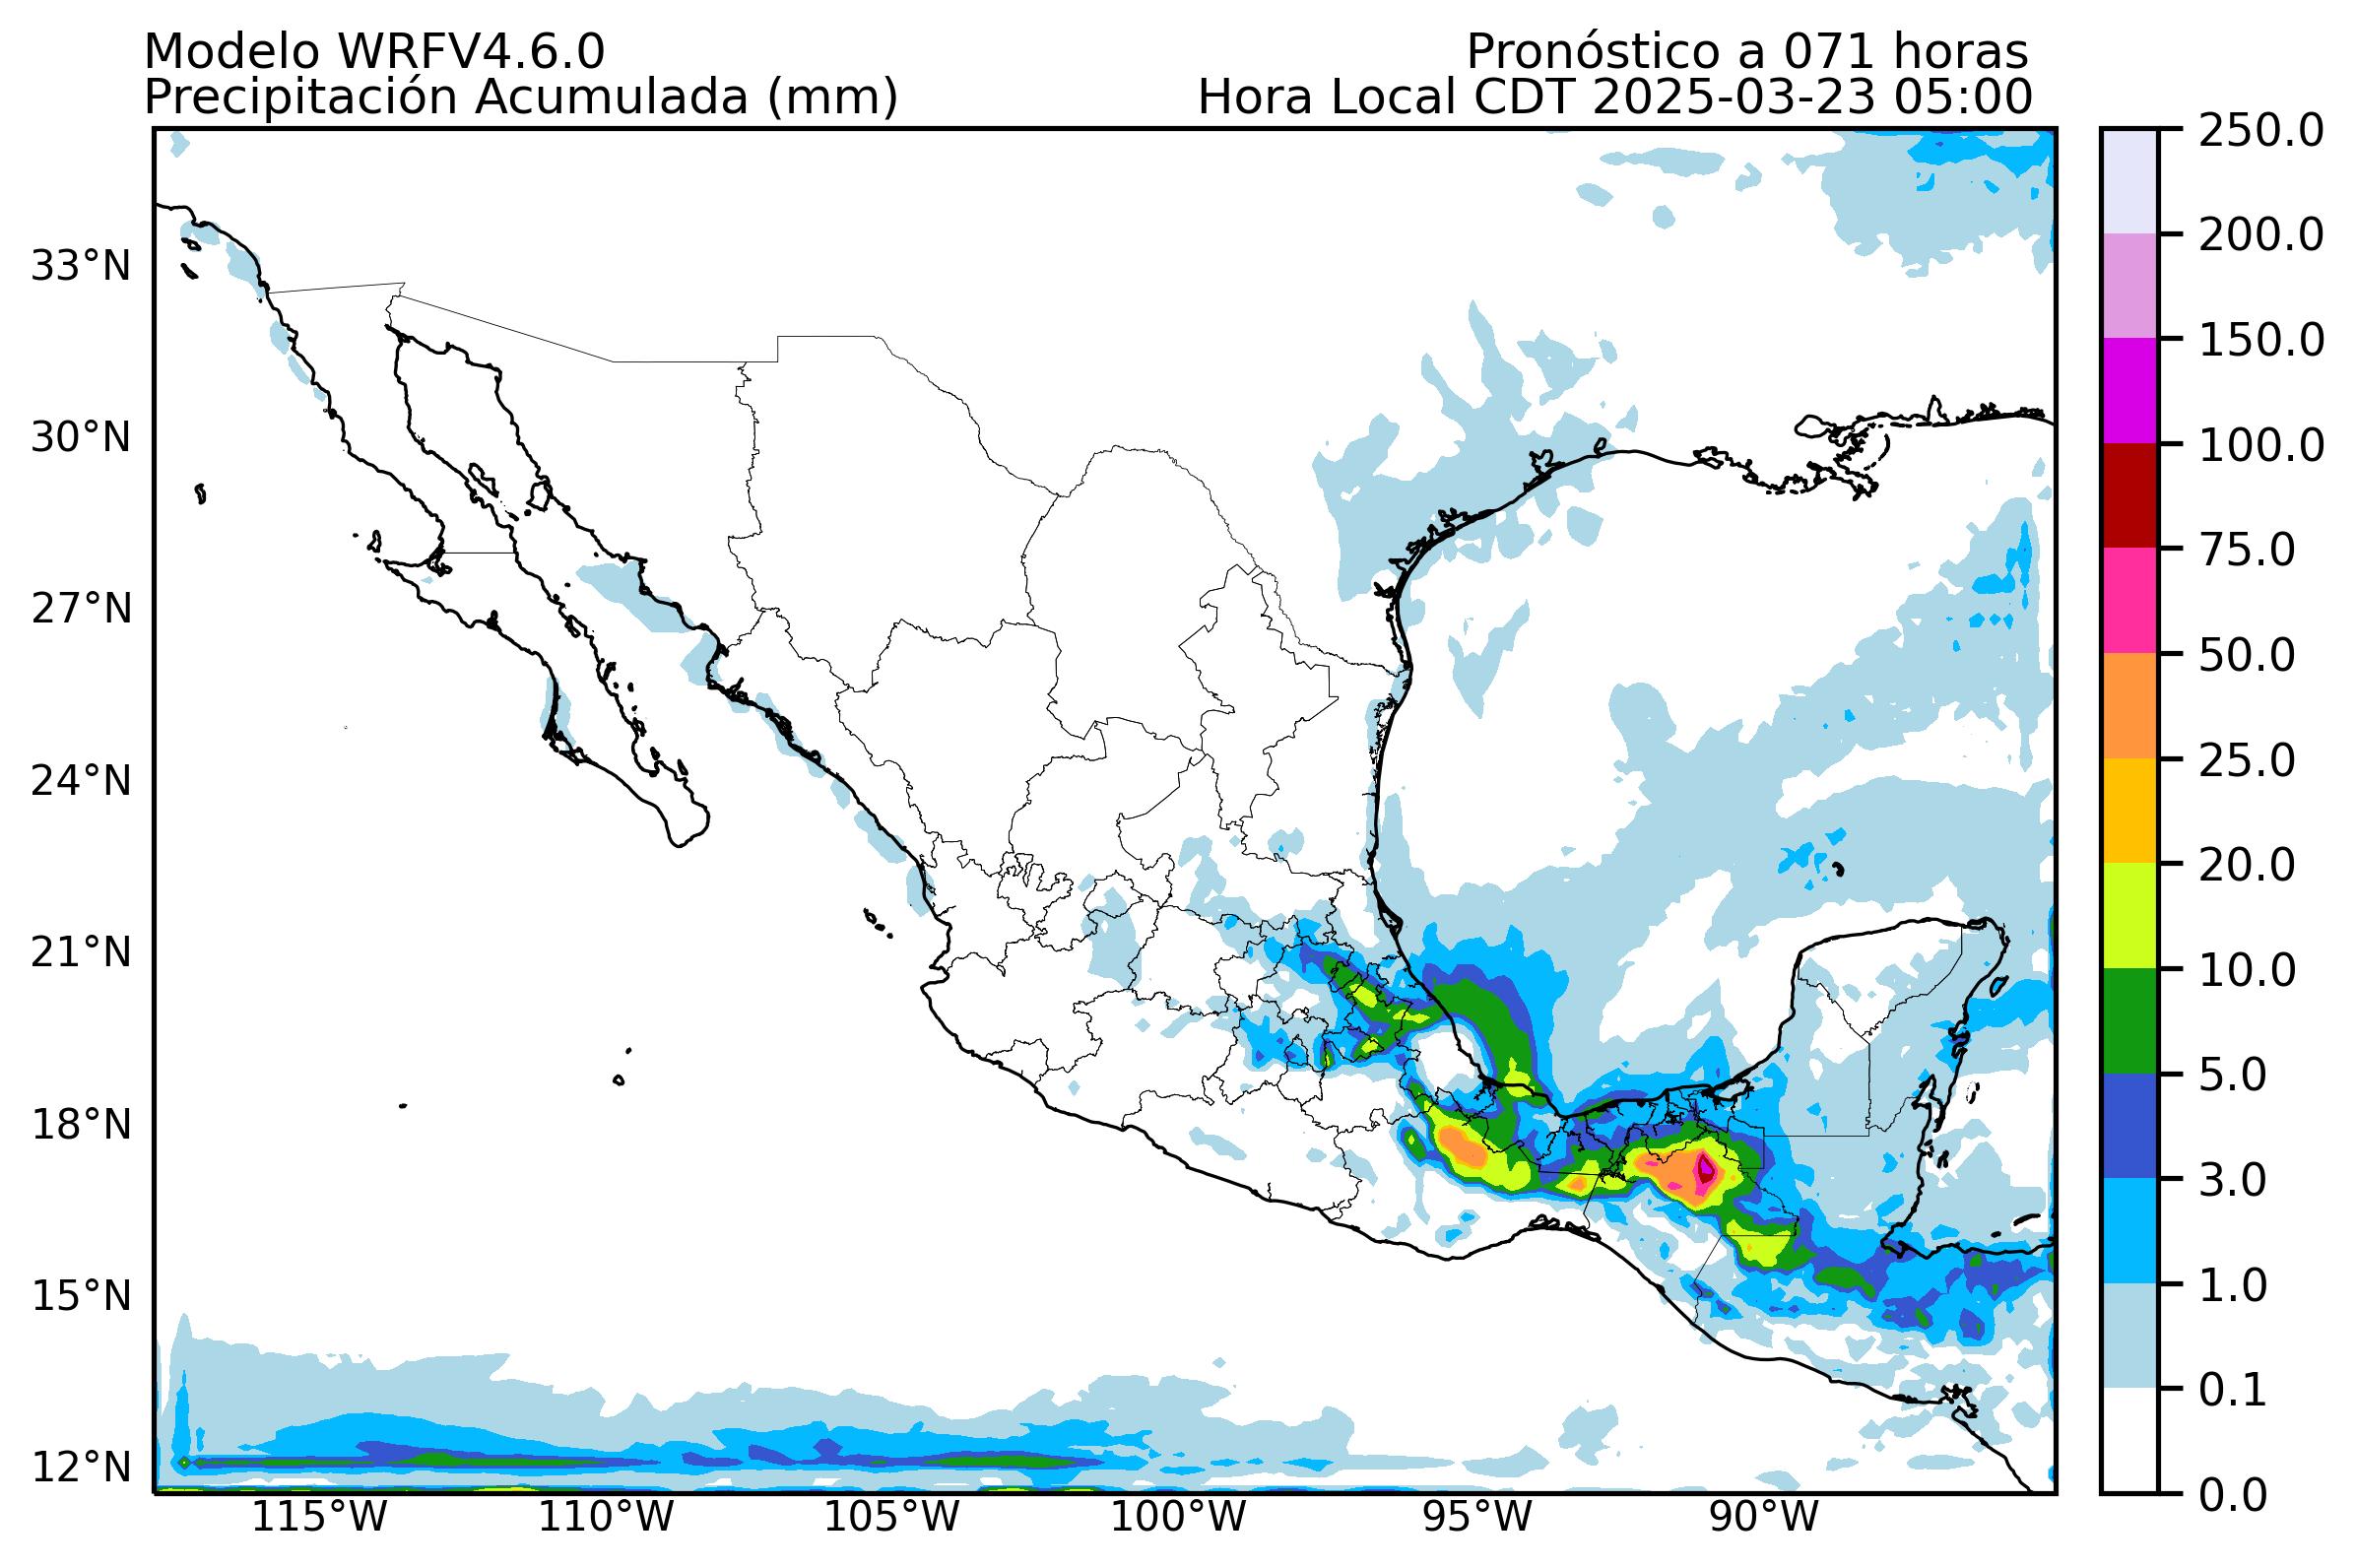 Modelo WRFV4.6.0
Pronóstico a 071 horas
Precipitación Acumulada (mm)
Hora Local CDT 2025-03-23 05:00
33°N
30°N
27°N
24°N
21°N
18°N
15°N
12°N
115°W
110°W
105°W
100°W
95°W
90°W
250.0
200.0
150.0
100.0
75.0
50.0
25.0
20.0
10.0
5.0
3.0
1.0
0.1
0.0